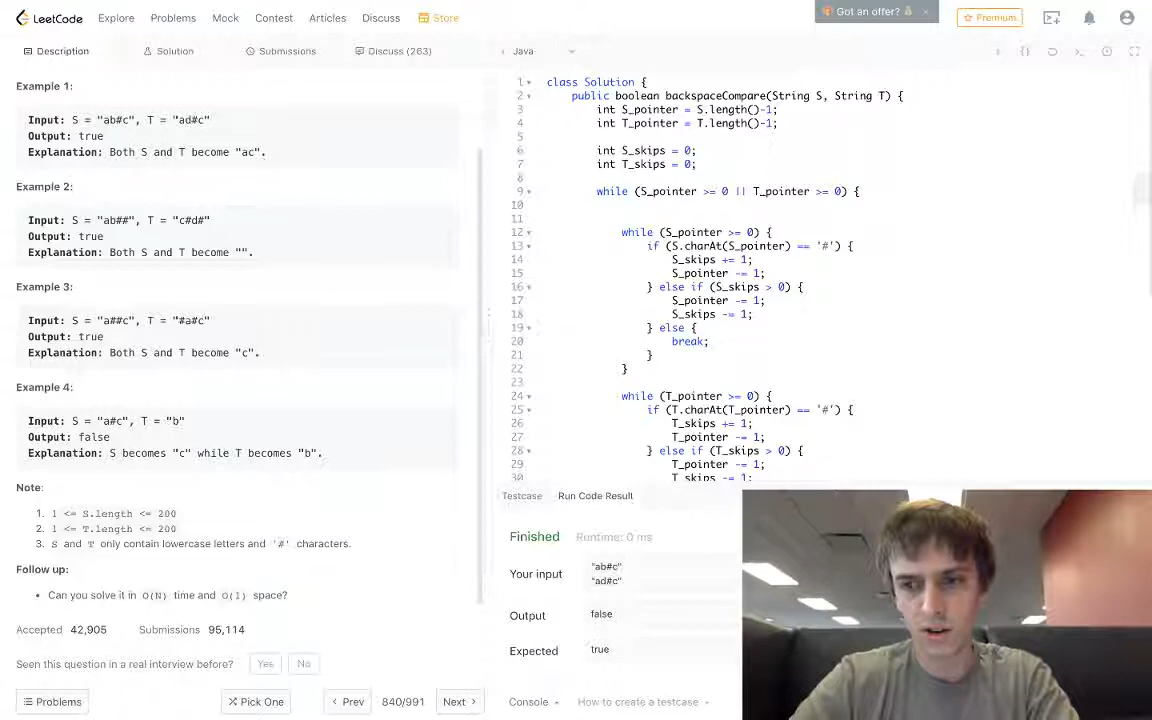 LeetCode Explore Problems Mock Contest Articles Discuss Store Got an offer? × Premium
Description Solution Submissions Discuss (263) Java
Example 1:
Input: S = "ab#c", T = "ad#c"
Output: true
Explanation: Both S and T become "ac".
Example 2:
Input: S = "ab##", T = "c#d#"
Output: true
Explanation: Both S and T become "".
Example 3:
Input: S = "a##c", T = "#a#c"
Output: true
Explanation: Both S and T become "c".
Example 4:
Input: S = "a#c", T = "b"
Output: false
Explanation: S becomes "c" while T becomes "b".
Note:
1. 1 <= S.length <= 200
2. 1 <= T.length <= 200
3. S and T only contain lowercase letters and '#' characters.
Follow up:
• Can you solve it in O(N) time and O(1) space?
Accepted 42,905 Submissions 95,114
Seen this question in a real interview before? Yes No
Problems Pick One Prev 840/991 Next
1 class Solution {
2 public boolean backspaceCompare(String S, String T) {
3 int S_pointer = S.length()-1;
4 int T_pointer = T.length()-1;
5
6 int S_skips = 0;
7 int T_skips = 0;
8
9 while (S_pointer >= 0 || T_pointer >= 0) {
10
11
12 while (S_pointer >= 0) {
13 if (S.charAt(S_pointer) == '#') {
14 S_skips += 1;
15 S_pointer -= 1;
16 } else if (S_skips > 0) {
17 S_pointer -= 1;
18 S_skips -= 1;
19 } else {
20 break;
21 }
22 }
23
24 while (T_pointer >= 0) {
25 if (T.charAt(T_pointer) == '#') {
26 T_skips += 1;
27 T_pointer -= 1;
28 } else if (T_skips > 0) {
29 T_pointer -= 1;
30 T_skips -= 1;
Testcase Run Code Result
Finished Runtime: 0 ms
Your input "ab#c"
"ad#c"
Output false
Expected true
Console How to create a testcase